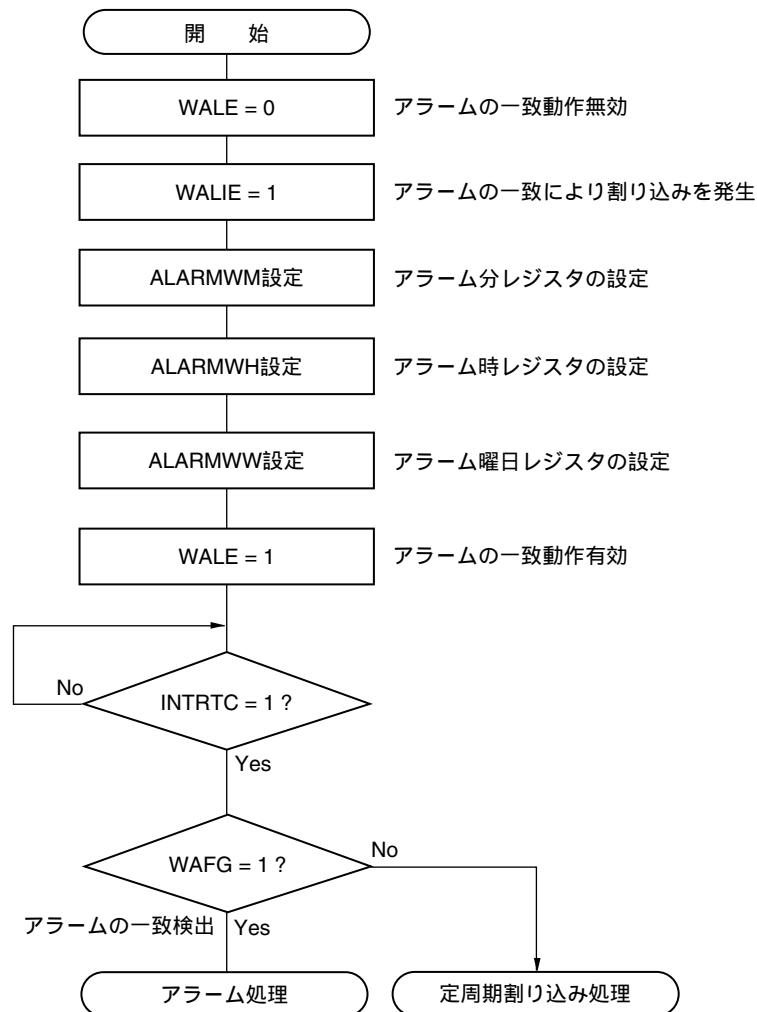 開　始
WALE = 0
アラームの一致動作無効
WALIE = 1
アラームの一致により割り込みを発生
ALARMWM設定
アラーム分レジスタの設定
ALARMWH設定
アラーム時レジスタの設定
ALARMWW設定
アラーム曜日レジスタの設定
WALE = 1
アラームの一致動作有効
No
INTRTC = 1 ?
Yes
WAFG = 1 ?
No
アラームの一致検出
Yes
アラーム処理
定周期割り込み処理